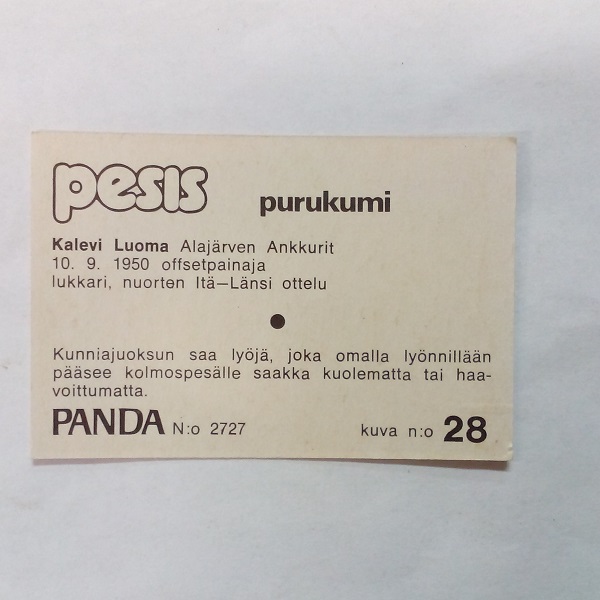 pesis purukumi
Kalevi Luoma Alajärven Ankkurit
10. 9. 1950 offsetpainaja
lukkari, nuorten Itä—Länsi ottelu
Kunniajuoksun saa lyöjä, joka omalla lyönnillään
pääsee kolmospesälle saakka kuolematta tai haa-
voittumatta.
PANDA N:o 2727 kuva n:o 28